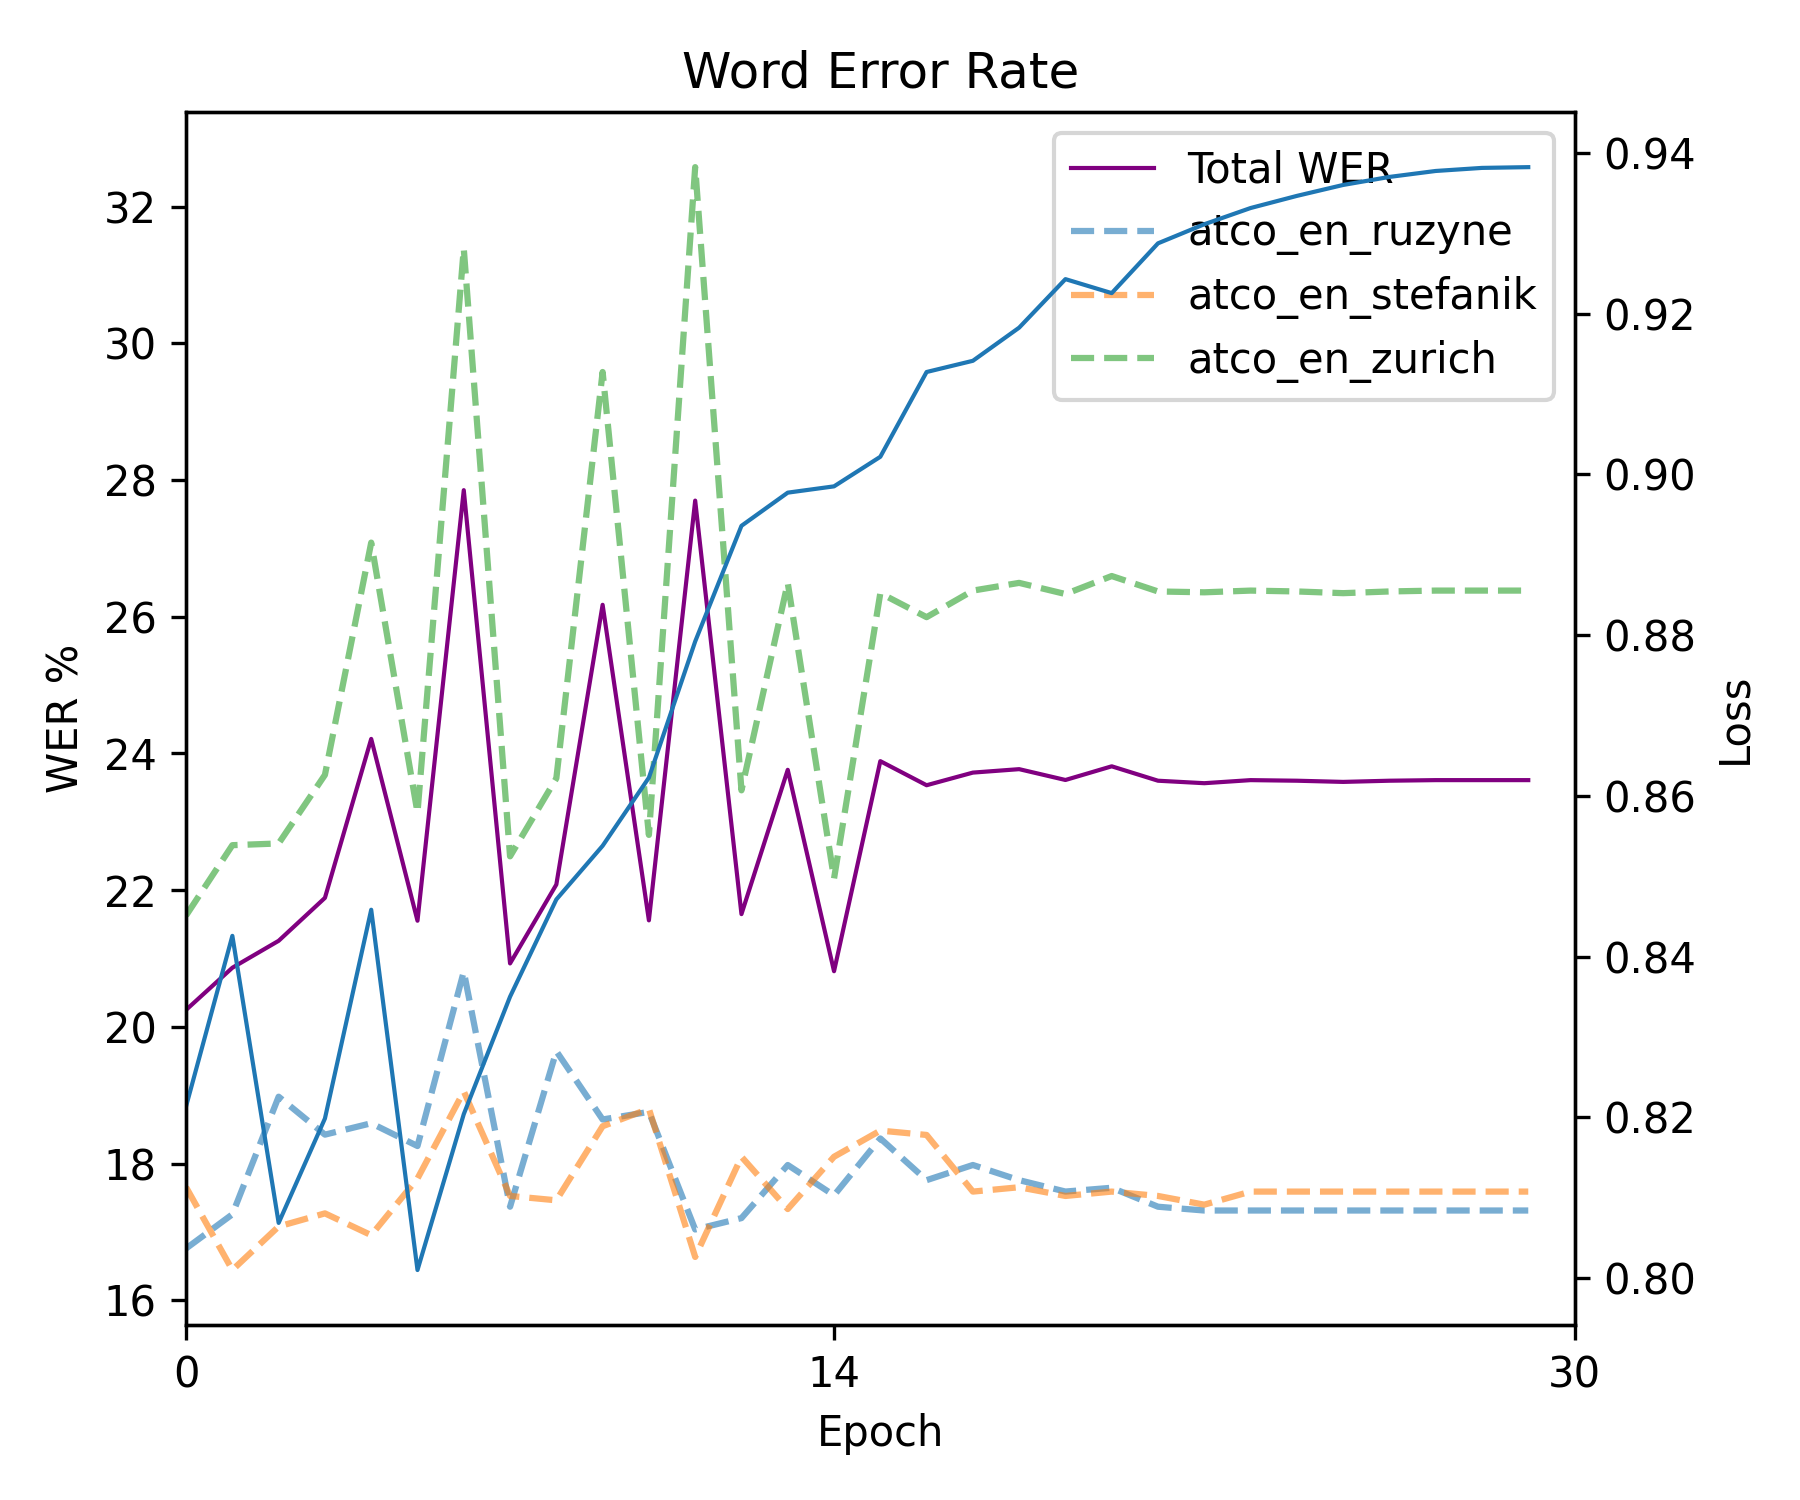 Word Error Rate
Total WER
atco_en_ruzyne
atco_en_stefanik
atco_en_zurich
WER %
32
30
28
26
24
22
20
18
16
0.94
0.92
0.90
0.88
0.86
0.84
0.82
0.80
Loss
0
14
30
Epoch